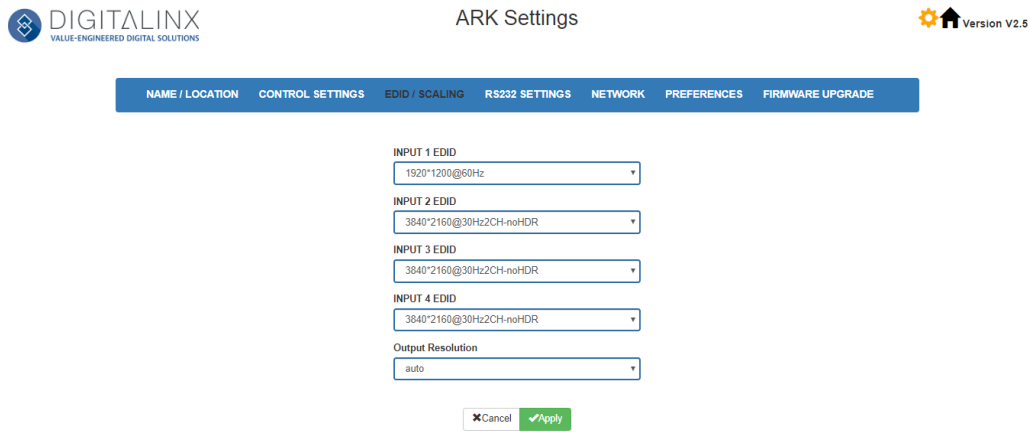 DIGITALINX
VALUE-ENGINEERED DIGITAL SOLUTIONS
ARK Settings
Version V2.5
NAME / LOCATION CONTROL SETTINGS EDID / SCALING RS232 SETTINGS NETWORK PREFERENCES FIRMWARE UPGRADE
INPUT 1 EDID
1920*1200@60Hz
INPUT 2 EDID
3840*2160@30Hz2CH-noHDR
INPUT 3 EDID
3840*2160@30Hz2CH-noHDR
INPUT 4 EDID
3840*2160@30Hz2CH-noHDR
Output Resolution
auto
Cancel Apply